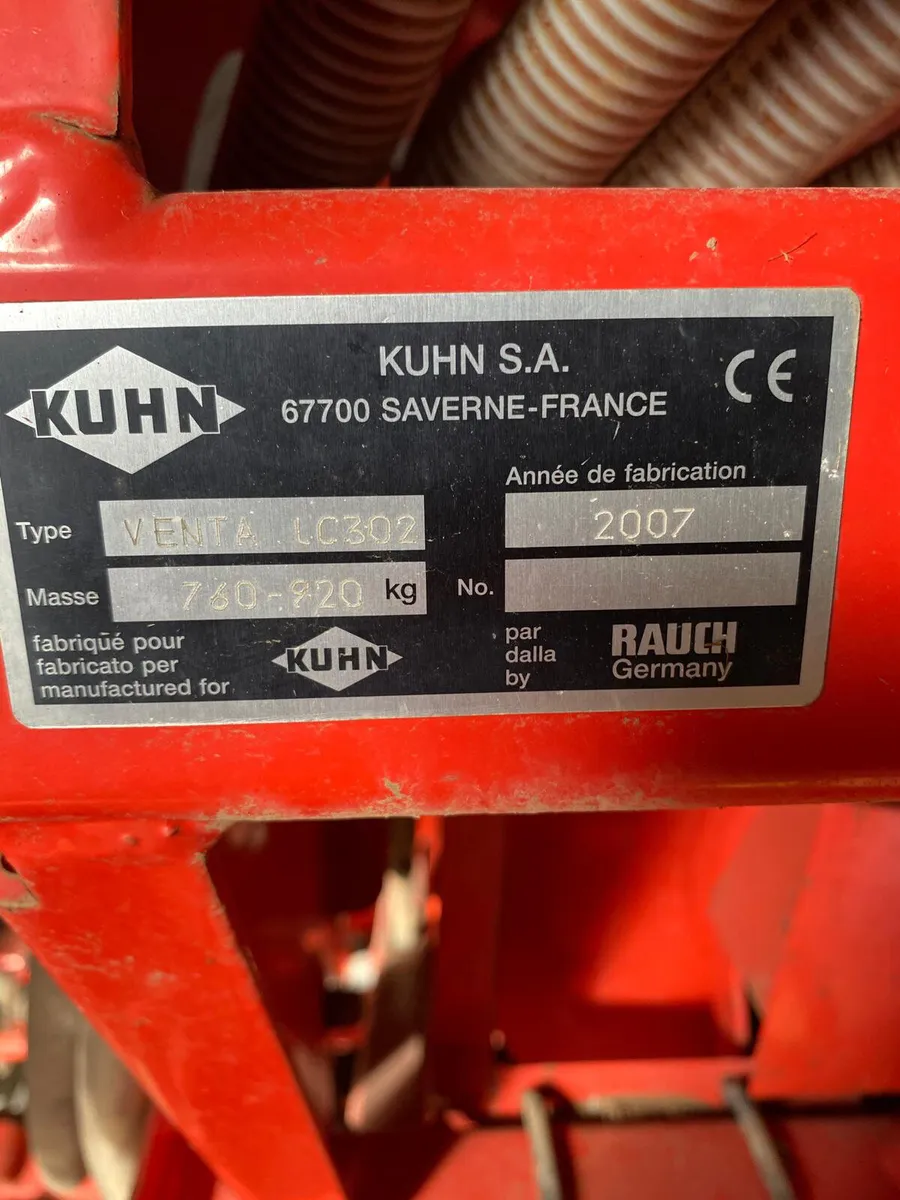 KUHN
KUHN S.A.
67700 SAVERNE-FRANCE
CE
Année de fabrication
Type VENTA LC302 2007
Masse 760-920 kg No.
fabriqué pour
fabricato per
manufactured for
KUHN
par
dalla
by
RAUCH
Germany